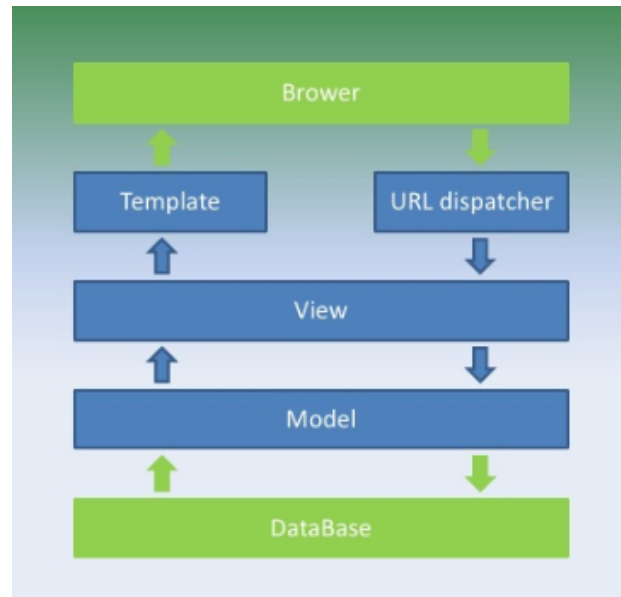 Brower
Template
URL dispatcher
View
Model
DataBase